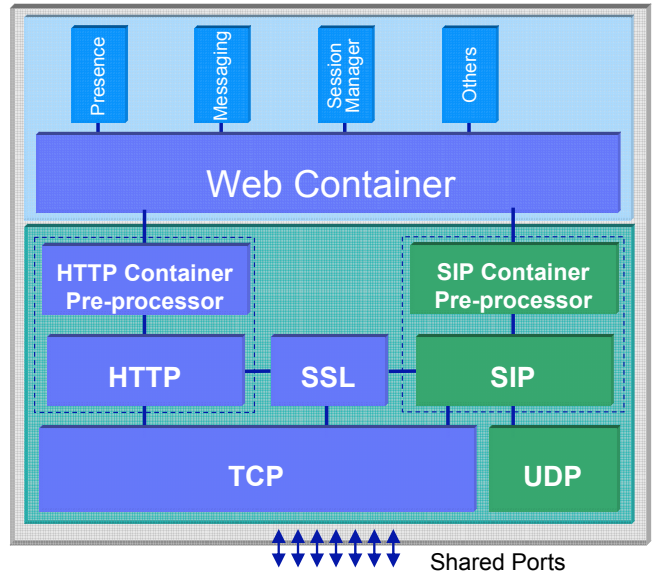 Presence
Messaging
Session
Manager
Others
Web Container
HTTP Container
Pre-processor
SIP Container
Pre-processor
HTTP
SSL
SIP
TCP
UDP
Shared Ports